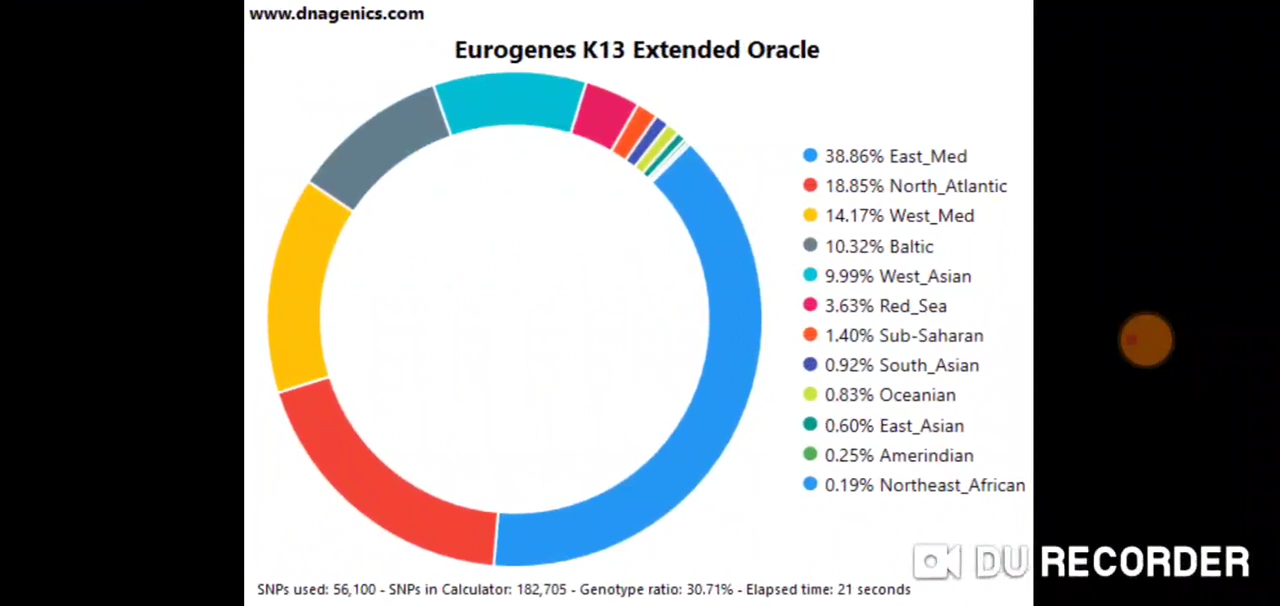 www.dnagenics.com
Eurogenes K13 Extended Oracle
38.86% East_Med
18.85% North_Atlantic
14.17% West_Med
10.32% Baltic
9.99% West_Asian
3.63% Red_Sea
1.40% Sub-Saharan
0.92% South_Asian
0.83% Oceanian
0.60% East_Asian
0.25% Amerindian
0.19% Northeast_African
DU RECORDER
SNPs used: 56,100 - SNPs in Calculator: 182,705 - Genotype ratio: 30.71% - Elapsed time: 21 seconds